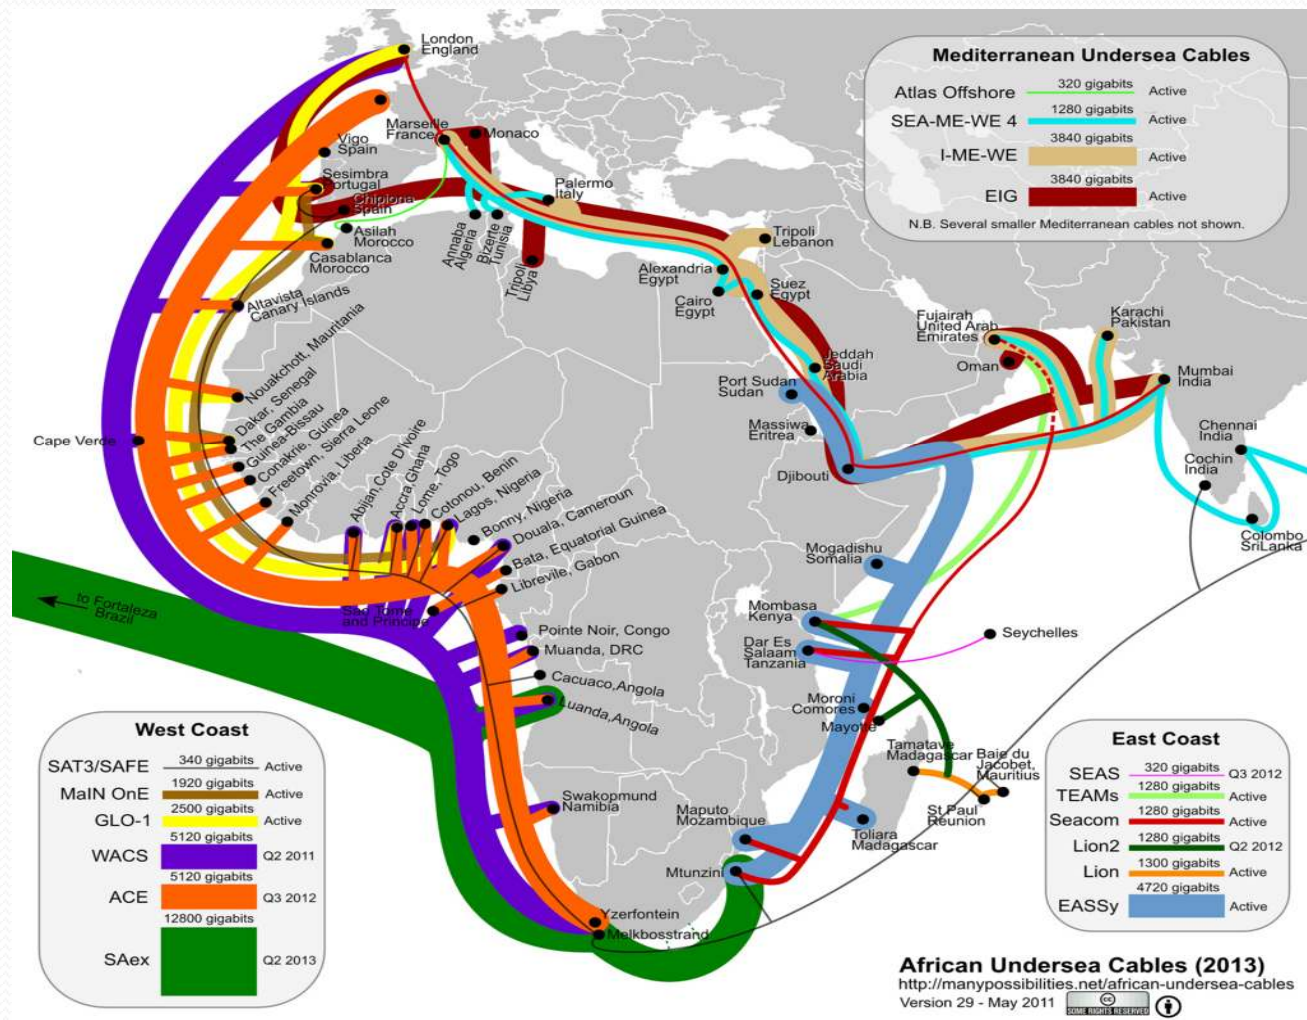 London
England
Marseille
France
Monaco
Vigo
Spain
Sesimbra
Portugal
Chipiona
Spain
Asilah
Morocco
Casablanca
Morocco
Annaba
Algeria
Bizerte
Tunisia
Palermo
Italy
Tripoli
Libya
Tripoli
Lebanon
Alexandria
Egypt
Cairo
Egypt
Suez
Egypt
Jeddah
Saudi
Arabia
Port Sudan
Sudan
Massiwa
Eritrea
Djibouti
Fujairah
United Arab
Emirates
Oman
Karachi
Pakistan
Mumbai
India
Chennai
India
Cochin
India
Colombo
SriLanka
Altavista
Canary Islands
Nouakchott, Mauritania
Dakar, Senegal
The Gambia
Guinea-Bissau
Conakrie, Guinea
Freetown, Sierra Leone
Monrovia, Liberia
Cape Verde
Abijan,Cote D'Ivoire
Accra,Ghana
Lome, Togo
Cotonou, Benin
Lagos, Nigeria
Bonny, Nigeria
Douala, Cameroun
Bata, Equatorial Guinea
Libreville, Gabon
Sao Tome
and Principe
to Fortaleza
Brazil
Pointe Noir, Congo
Muanda, DRC
Cacuaco,Angola
Luanda,Angola
Swakopmund
Namibia
Yzerfontein
Melkbosstrand
Mogadishu
Somalia
Mombasa
Kenya
Dar Es
Salaam
Tanzania
Seychelles
Moroni
Comores
Mayotte
Tamatave
Madagascar
Baie du
Jacobet,
Mauritius
St Paul
Reunion
Toliara
Madagascar
Maputo
Mozambique
Mtunzini
Mediterranean Undersea Cables
Atlas Offshore 320 gigabits Active
SEA-ME-WE 4 1280 gigabits Active
I-ME-WE 3840 gigabits Active
EIG 3840 gigabits Active
N.B. Several smaller Mediterranean cables not shown.
West Coast
SAT3/SAFE 340 gigabits Active
MaIN OnE 1920 gigabits Active
GLO-1 2500 gigabits Active
WACS 5120 gigabits Q2 2011
ACE 5120 gigabits Q3 2012
SAex 12800 gigabits Q2 2013
East Coast
SEAS 320 gigabits Q3 2012
TEAMs 1280 gigabits Active
Seacom 1280 gigabits Active
Lion2 1280 gigabits Q2 2012
Lion 1300 gigabits Active
EASSy 4720 gigabits Active
African Undersea Cables (2013)
http://manypossibilities.net/african-undersea-cables
Version 29 - May 2011
cc
SOME RIGHTS RESERVED